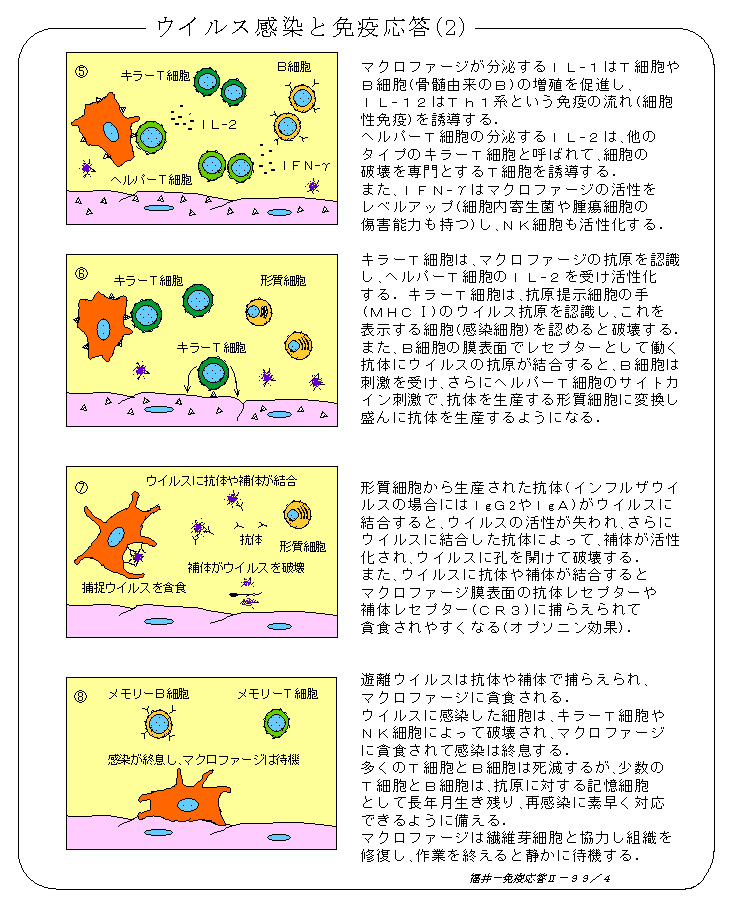 ウイルス感染と免疫応答(2)
⑤
キラーT細胞
B細胞
IL-2
IFN-γ
ヘルパーT細胞
マクロファージが分泌するIL-1はT細胞や
B細胞(骨髄由来のB)の増殖を促進し、
IL-12はTh1系という免疫の流れ(細胞
性免疫)を誘導する.
ヘルパーT細胞の分泌するIL-2は、他の
タイプのキラーT細胞と呼ばれて、細胞の
破壊を専門とするT細胞を誘導する.
また、IFN-γはマクロファージの活性を
レベルアップ(細胞内寄生菌や腫瘍細胞の
傷害能力も持つ)し、NK細胞も活性化する.
⑥
キラーT細胞
形質細胞
キラーT細胞
キラーT細胞は、マクロファージの抗原を認識
し、ヘルパーT細胞のIL-2を受け活性化
する. キラーT細胞は、抗原提示細胞の手
(MHCⅠ)のウイルス抗原を認識し、これを
表示する細胞(感染細胞)を認めると破壊する.
また、B細胞の膜表面でレセプターとして働く
抗体にウイルスの抗原が結合すると、B細胞は
刺激を受け、さらにヘルパーT細胞のサイトカ
イン刺激で、抗体を生産する形質細胞に変換し
盛んに抗体を生産するようになる.
⑦
ウイルスに抗体や補体が結合
抗体
形質細胞
補体がウイルスを破壊
捕捉ウイルスを貪食
形質細胞から生産された抗体(インフルザウイ
ルスの場合にはIgG2やIgA)がウイルスに
結合すると、ウイルスの活性が失われ、さらに
ウイルスに結合した抗体によって、補体が活性
化され、ウイルスに孔を開けて破壊する.
また、ウイルスに抗体や補体が結合すると
マクロファージ膜表面の抗体レセプターや
補体レセプター(CR3)に捕らえられて
貪食されやすくなる(オプソニン効果).
⑧
メモリーB細胞
メモリーT細胞
感染が終息し、マクロファージは待機
遊離ウイルスは抗体や補体で捕らえられ、
マクロファージに貪食される.
ウイルスに感染した細胞は、キラーT細胞や
NK細胞によって破壊され、マクロファージ
に貪食されて感染は終息する.
多くのT細胞とB細胞は死滅するが、少数の
T細胞とB細胞は、抗原に対する記憶細胞
として長年月生き残り、再感染に素早く対応
できるように備える.
マクロファージは繊維芽細胞と協力し組織を
修復し、作業を終えると静かに待機する.
福井-免疫応答Ⅱ-99/4